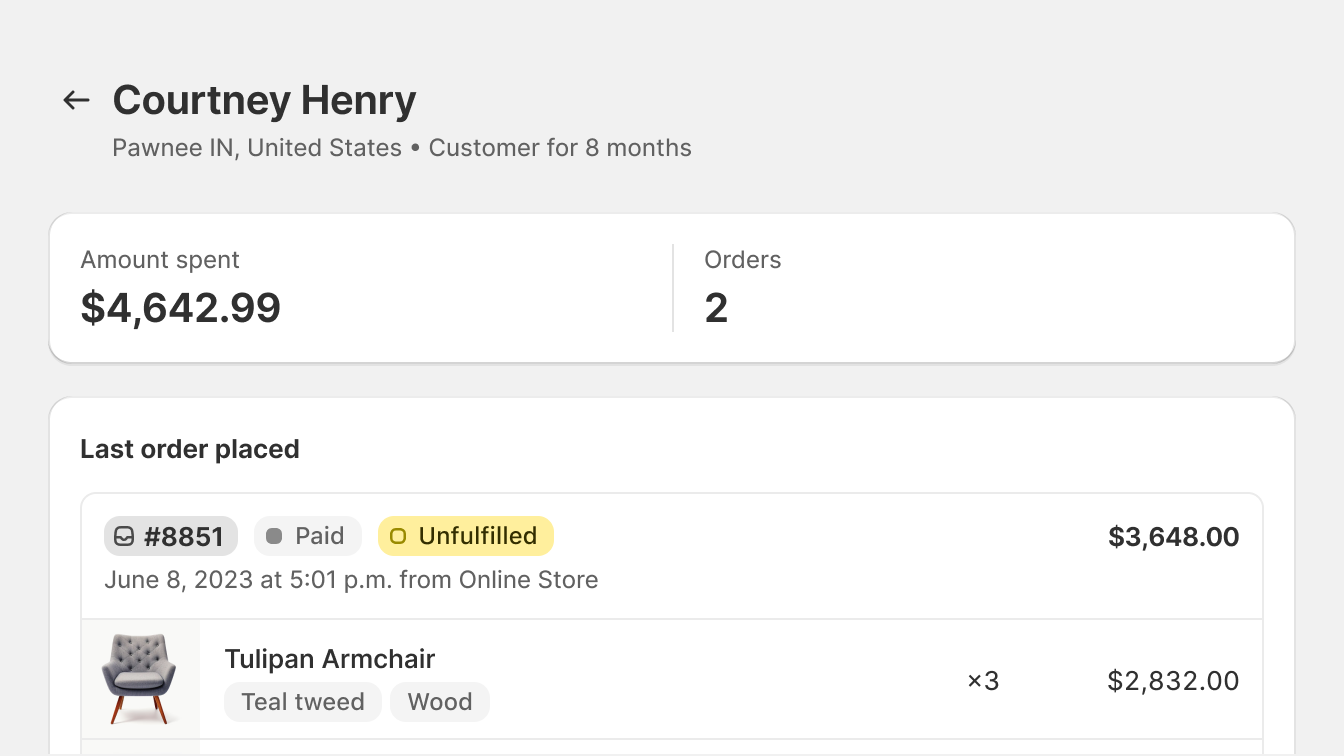 Courtney Henry
Pawnee IN, United States • Customer for 8 months
Amount spent
$4,642.99
Orders
2
Last order placed
#8851 Paid Unfulfilled $3,648.00
June 8, 2023 at 5:01 p.m. from Online Store
Tulipan Armchair
Teal tweed Wood
×3 $2,832.00